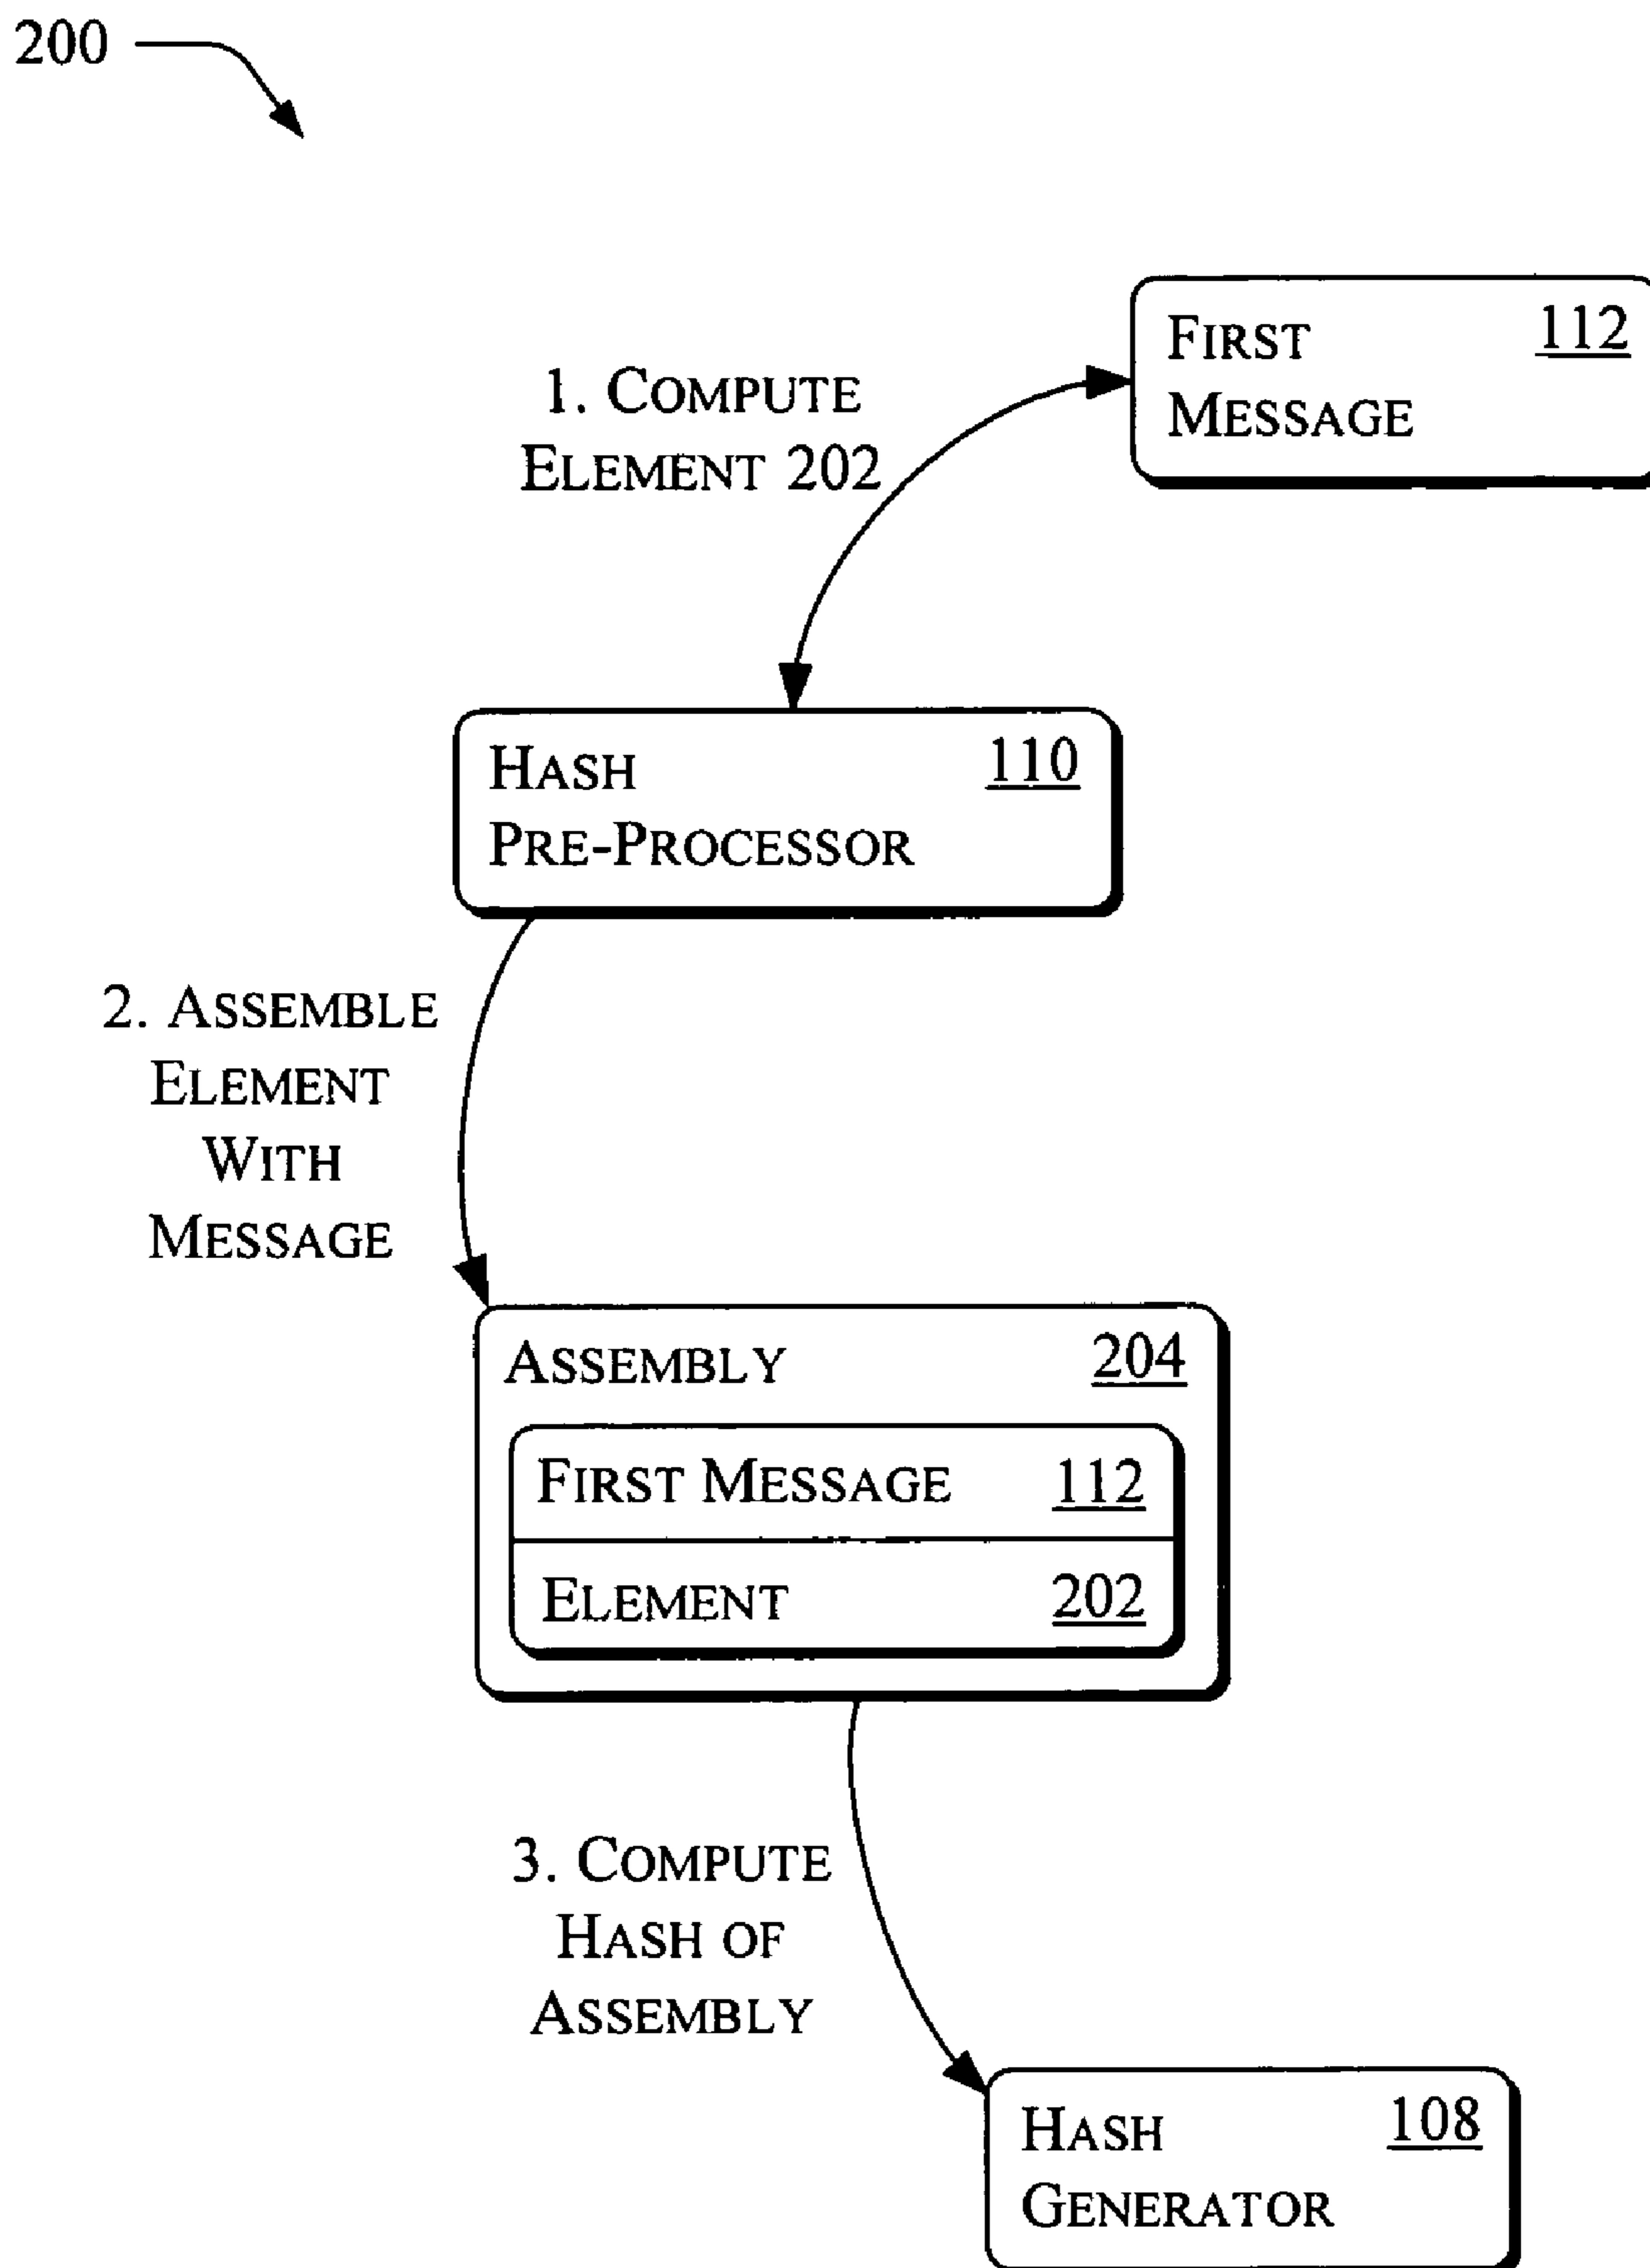 200
FIRST 112
MESSAGE
1. COMPUTE
ELEMENT 202
HASH 110
PRE-PROCESSOR
2. ASSEMBLE
ELEMENT
WITH
MESSAGE
ASSEMBLY 204
FIRST MESSAGE 112
ELEMENT 202
3. COMPUTE
HASH OF
ASSEMBLY
HASH 108
GENERATOR